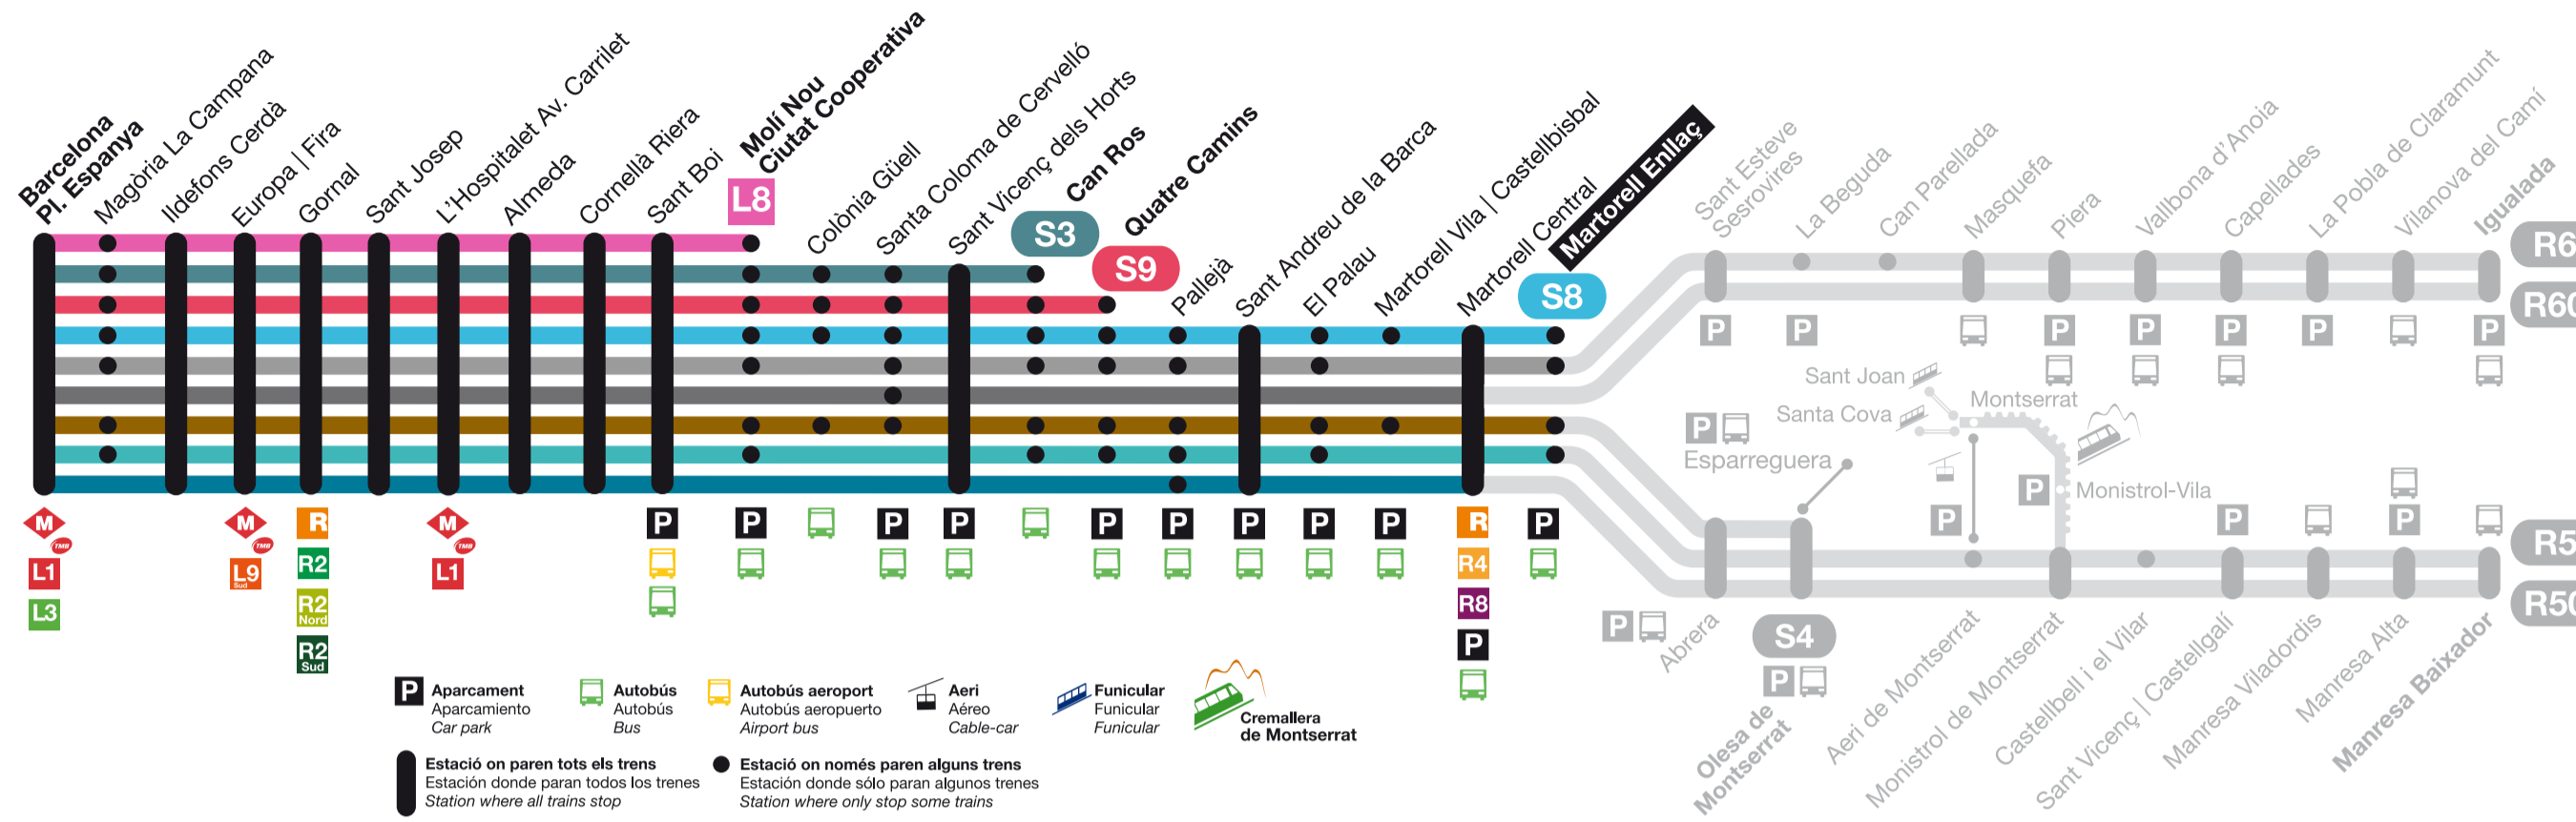 Barcelona
Pl. Espanya
Magòria La Campana
Ildefons Cerdà
Europa | Fira
Gornal
Sant Josep
L'Hospitalet Av. Carrilet
Almeda
Cornellà Riera
Sant Boi
Molí Nou
Ciutat Cooperativa
L8
Colònia Güell
Santa Coloma de Cervelló
Sant Vicenç dels Horts
Can Ros
S3
Quatre Camins
S9
Pallejà
Sant Andreu de la Barca
El Palau
Martorell Vila | Castellbisbal
Martorell Central
Martorell Enllaç
S8
Sant Esteve
Sesrovires
La Beguda
Can Parellada
Masquefa
Piera
Vallbona d'Anoia
Capellades
La Pobla de Claramunt
Vilanova del Camí
Igualada
R6
R60
P
P
P
P
P
P
P
Sant Joan
Santa Cova
Montserrat
P
Esparreguera
P
P
Monistrol-Vila
P
P
R5
R50
M
TMB
L1
L3
M
TMB
L9
Sud
R
R2
R2
Nord
R2
Sud
M
TMB
L1
P
P
P
P
P
P
P
P
P
R
R4
R8
P
P
P
Abrera
S4
P
Olesa de
Montserrat
Aeri de Montserrat
Monistrol de Montserrat
Castellbell i el Vilar
Sant Vicenç | Castellgalí
Manresa Viladordis
Manresa Alta
Manresa Baixador
P
Aparcament
Aparcamiento
Car park
Autobús
Autobús
Bus
Autobús aeroport
Autobús aeropuerto
Airport bus
Aeri
Aéreo
Cable-car
Funicular
Funicular
Funicular
Cremallera
de Montserrat
Estació on paren tots els trens
Estación donde paran todos los trenes
Station where all trains stop
Estació on només paren alguns trens
Estación donde sólo paran algunos trenes
Station where only stop some trains